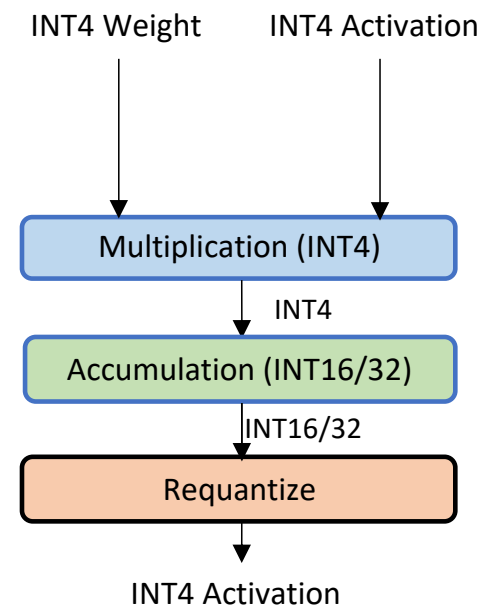 INT4 Weight
INT4 Activation
Multiplication (INT4)
INT4
Accumulation (INT16/32)
INT16/32
Requantize
INT4 Activation